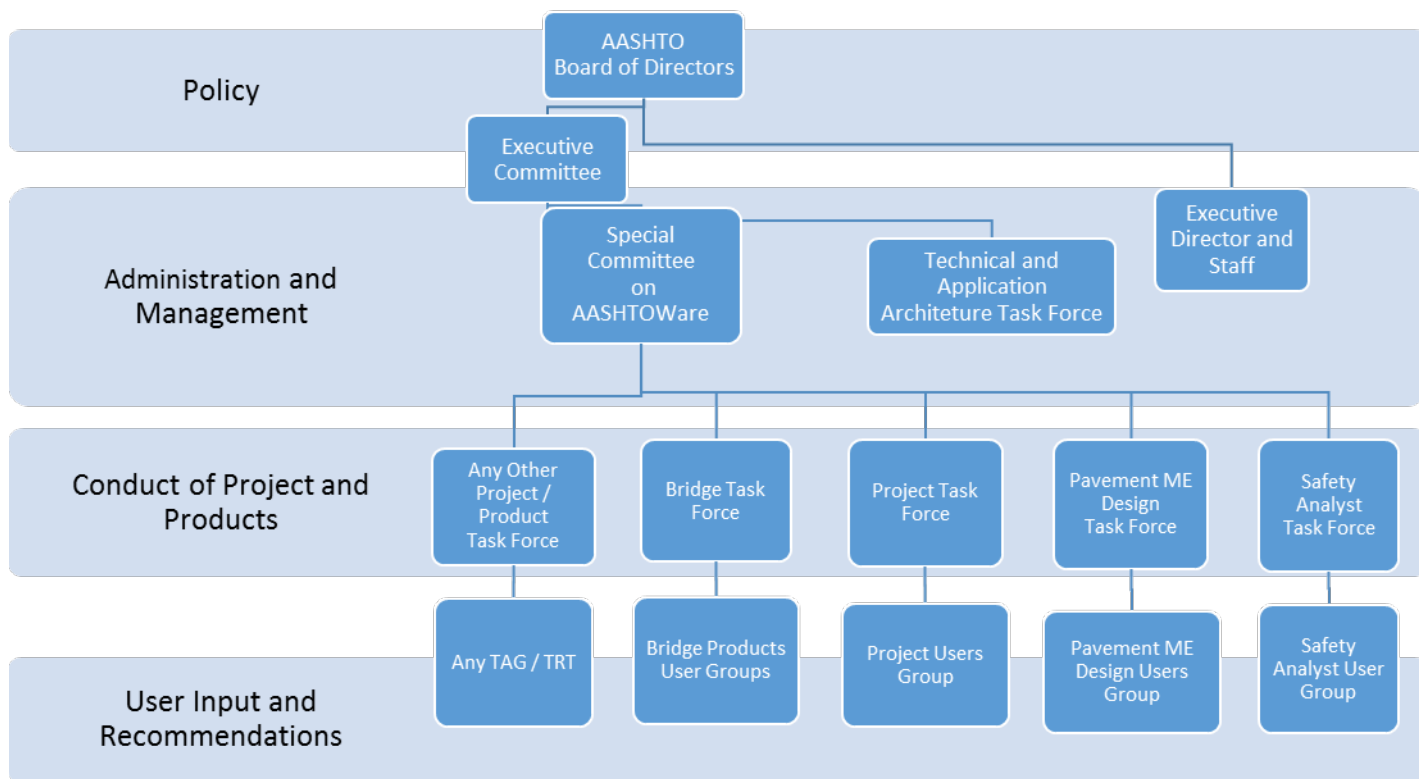 AASHTO
Board of Directors
Policy
Executive
Committee
Executive
Director and
Staff
Special
Committee
on
AASHTOWare
Technical and
Application
Architeture Task Force
Administration and
Management
Conduct of Project and
Products
Any Other
Project /
Product
Task Force
Bridge Task
Force
Project Task
Force
Pavement ME
Design
Task Force
Safety
Analyst
Task Force
Any TAG / TRT
Bridge Products
User Groups
Project Users
Group
Pavement ME
Design Users
Group
Safety
Analyst User
Group
User Input and
Recommendations